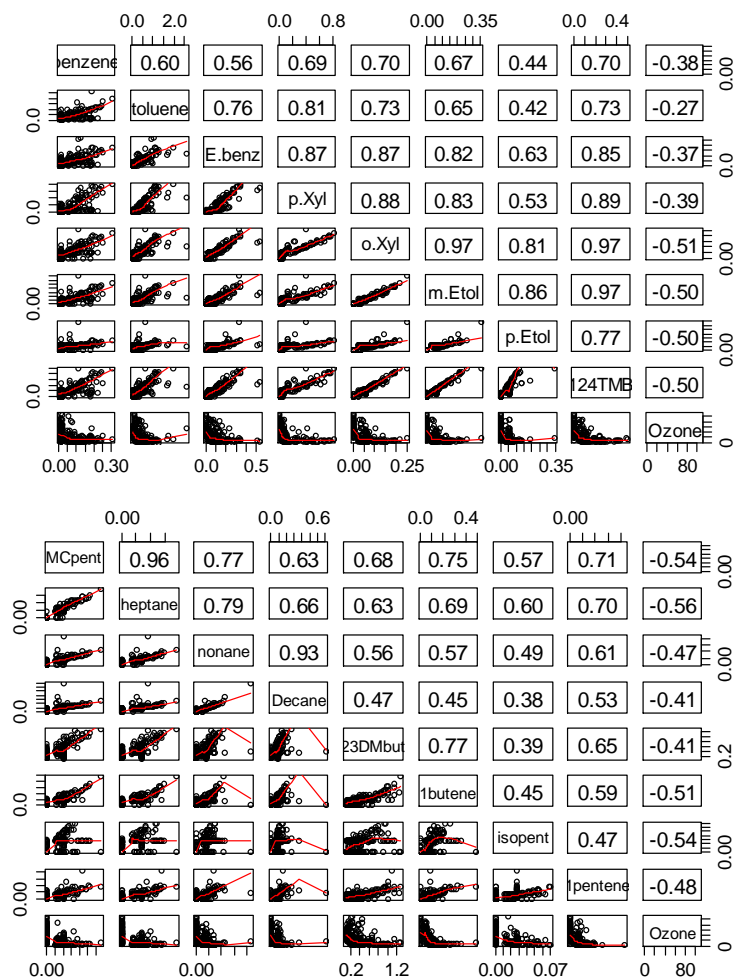 0.0 2.0 0.0 0.8 0.00 0.35 0.0 0.4
benzene 0.60 0.56 0.69 0.70 0.67 0.44 0.70 -0.38 0.00
0.0 toluene 0.76 0.81 0.73 0.65 0.42 0.73 -0.27
E.benz 0.87 0.87 0.82 0.63 0.85 -0.37 0.0
0.0 p.Xyl 0.88 0.83 0.53 0.89 -0.39
o.Xyl 0.97 0.81 0.97 -0.51 0.00
0.00 m.Etol 0.86 0.97 -0.50
p.Etol 0.77 -0.50 0.00
0.0 124TMB -0.50
Ozone 0
0.00 0.30 0.0 0.5 0.00 0.25 0.00 0.35 0 80
0.00 0.0 0.6 0.0 0.4 0.00
MCpent 0.96 0.77 0.63 0.68 0.75 0.57 0.71 -0.54 0.00
0.00 heptane 0.79 0.66 0.63 0.69 0.60 0.70 -0.56
nonane 0.93 0.56 0.57 0.49 0.61 -0.47 0.00
0.0 Decane 0.47 0.45 0.38 0.53 -0.41
23DMbut 0.77 0.39 0.65 -0.41 0.2
0.0 1butene 0.45 0.59 -0.51
isopent 0.47 -0.54 0.00
0.00 1pentene -0.48
Ozone 0
0.00 0.00 0.2 1.2 0.00 0.07 0 80